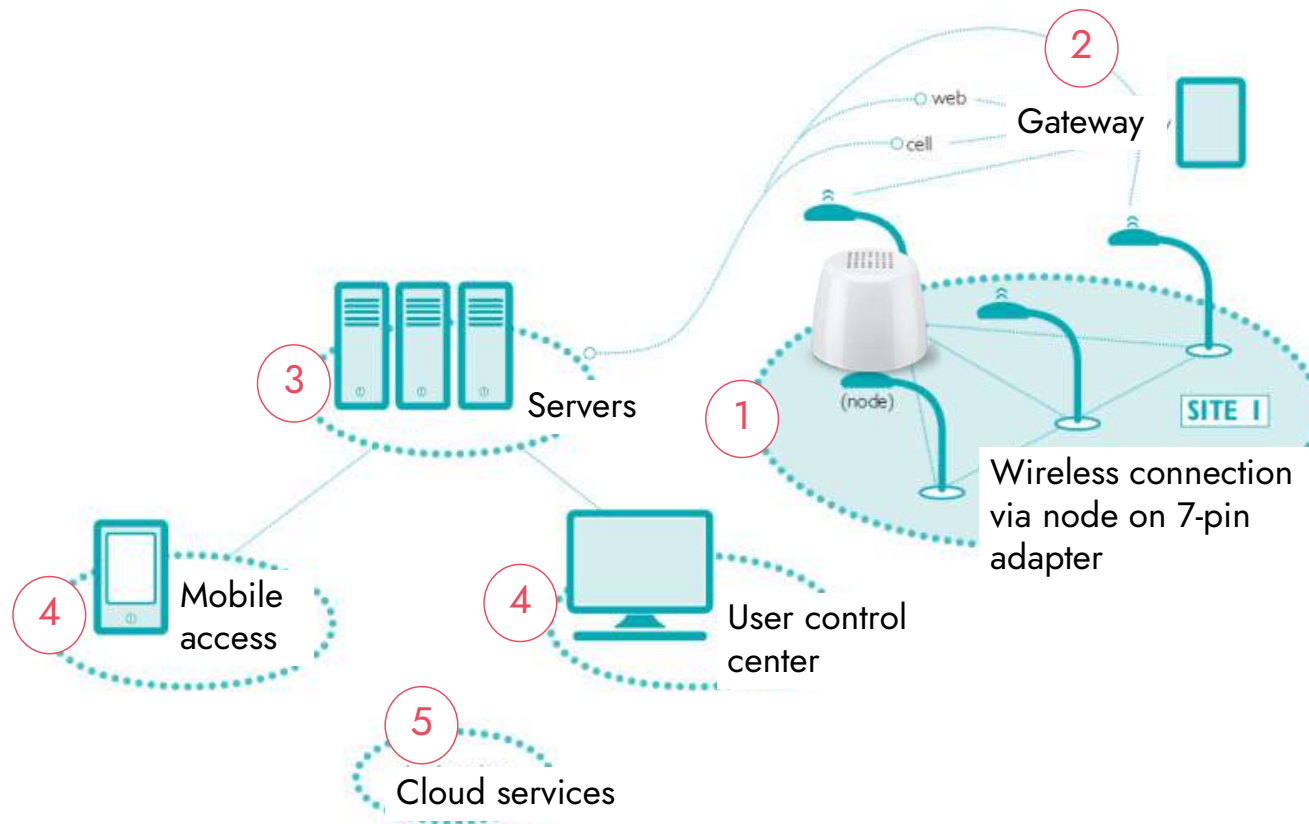 2
web
Gateway
cell
3
Servers
1
(node)
SITE 1
Wireless connection
via node on 7-pin
adapter
4
Mobile
access
4
User control
center
5
Cloud services